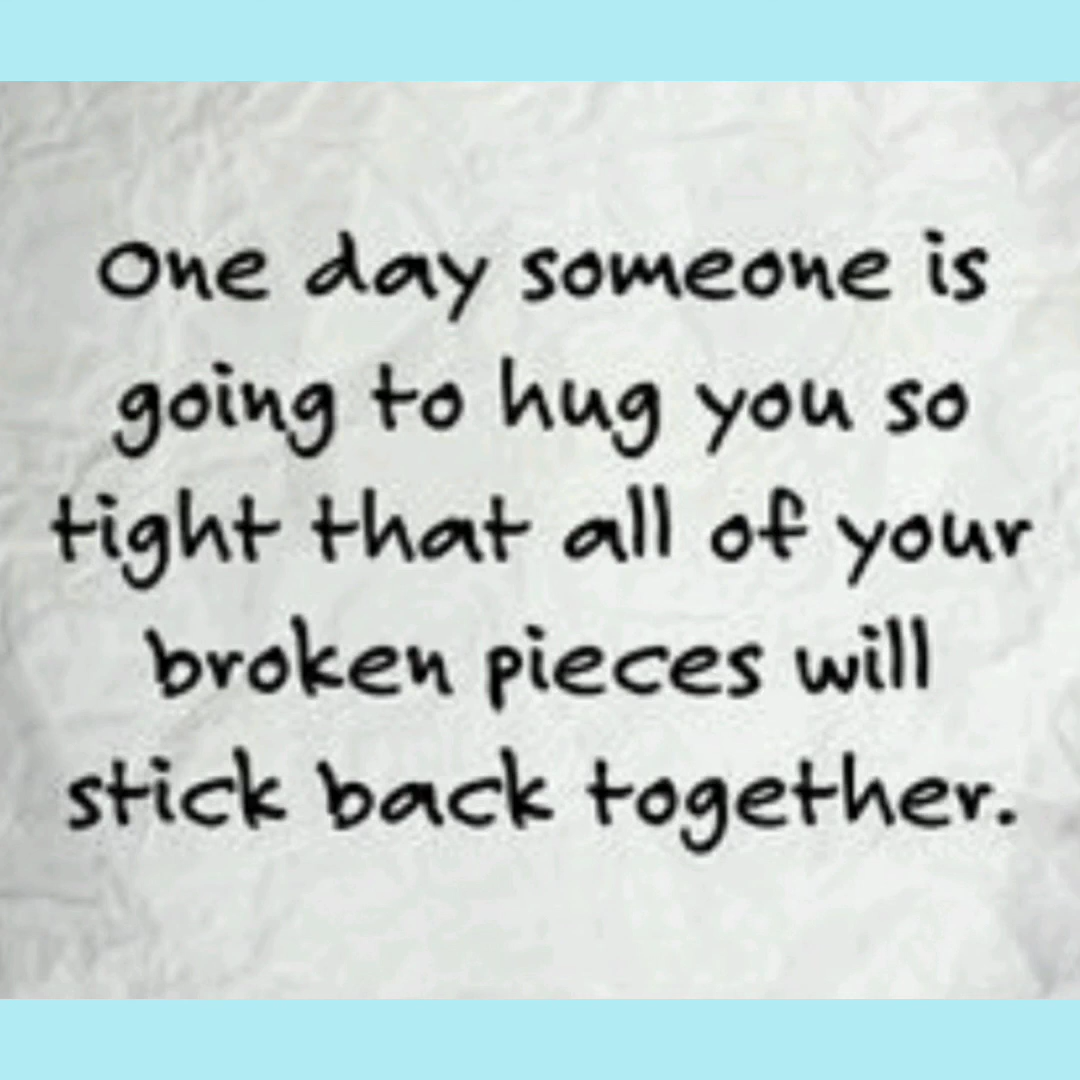 One day someone is
going to hug you so
tight that all of your
broken pieces will
stick back together.